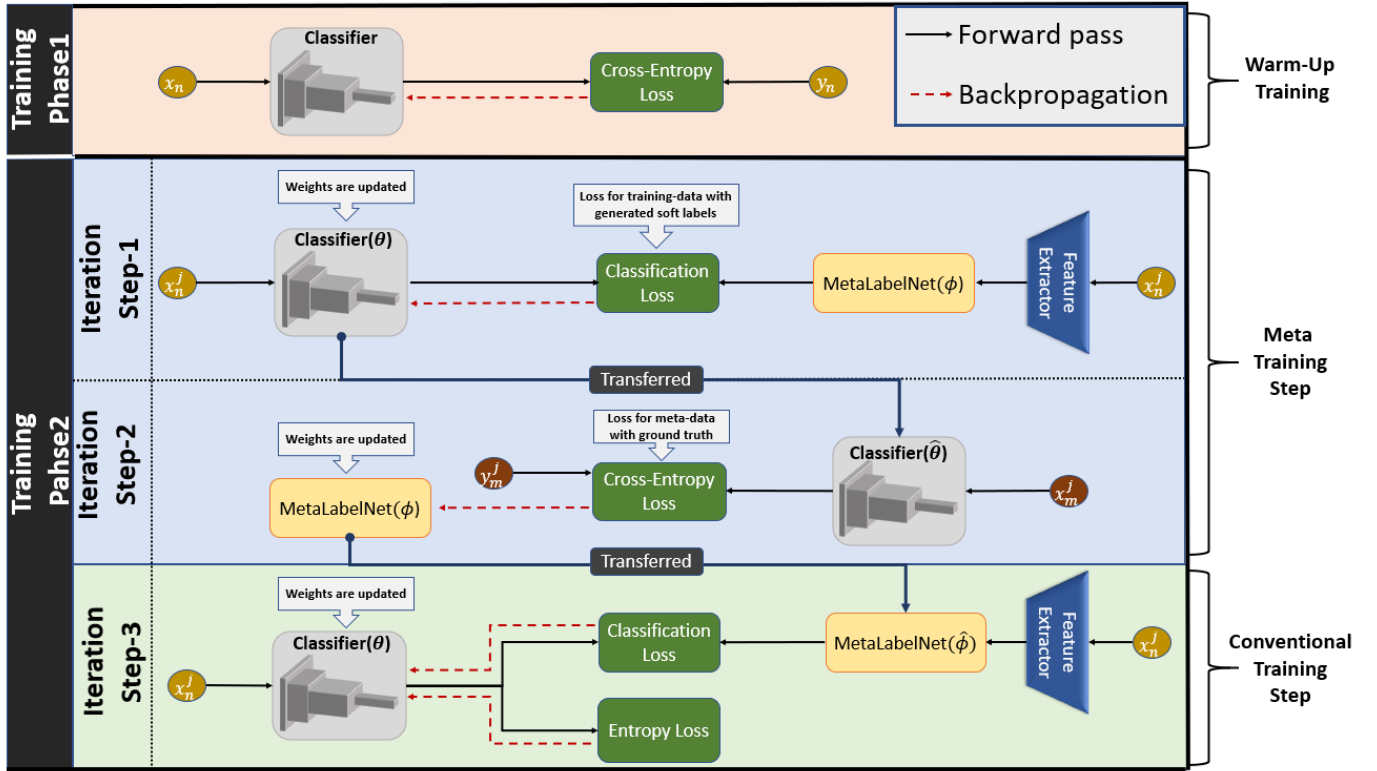 Training
Phase1
Classifier
x_n
Cross-Entropy
Loss
y_n
Forward pass
Backpropagation
Warm-Up
Training
Training
Pahse2
Iteration
Step-1
Weights are updated
Classifier(θ)
x_n^j
Loss for training-data with
generated soft labels
Classification
Loss
MetaLabelNet(ϕ)
Feature
Extractor
x_n^j
Meta
Training
Step
Transferred
Iteration
Step-2
Weights are updated
MetaLabelNet(ϕ)
Loss for meta-data
with ground truth
y_m^j
Cross-Entropy
Loss
Classifier(θ̂)
x_m^j
Transferred
Iteration
Step-3
Weights are updated
Classifier(θ)
x_n^j
Classification
Loss
Entropy Loss
MetaLabelNet(ϕ̂)
Feature
Extractor
x_n^j
Conventional
Training
Step